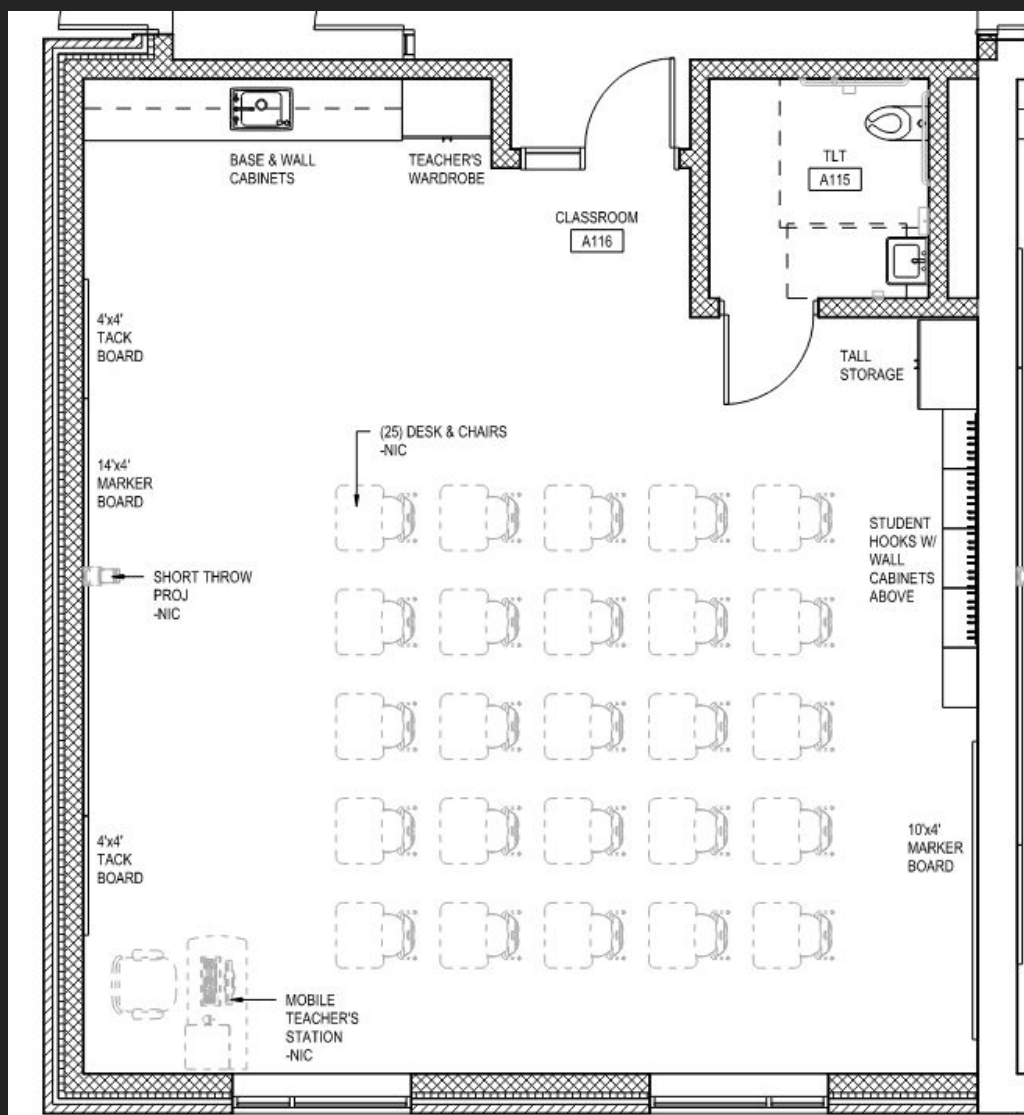 BASE & WALL
CABINETS
TEACHER'S
WARDROBE
TLT
A115
CLASSROOM
A116
4'x4'
TACK
BOARD
TALL
STORAGE
(25) DESK & CHAIRS
-NIC
14'x4'
MARKER
BOARD
STUDENT
HOOKS W/
WALL
CABINETS
ABOVE
SHORT THROW
PROJ
-NIC
4'x4'
TACK
BOARD
10'x4'
MARKER
BOARD
MOBILE
TEACHER'S
STATION
-NIC